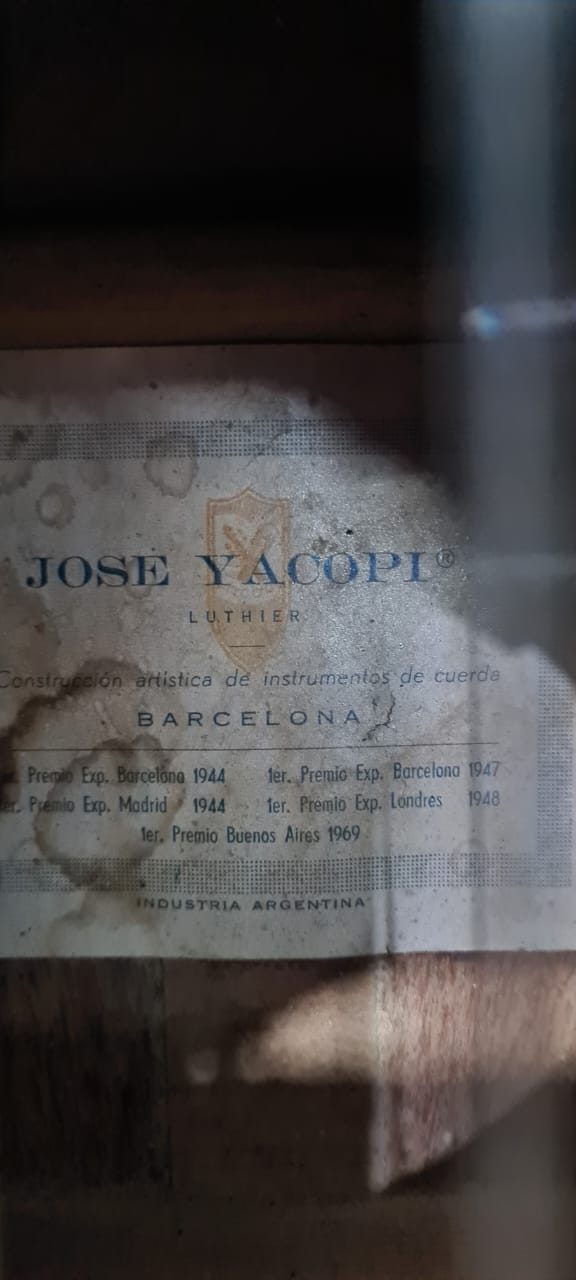 JOSE YACOPI®
LUTHIER
Construcción artística de instrumentos de cuerda
BARCELONA
Premio Exp. Barcelona 1944 1er. Premio Exp. Barcelona 1947
er. Premio Exp. Madrid 1944 1er. Premio Exp. Londres 1948
1er. Premio Buenos Aires 1969
INDUSTRIA ARGENTINA